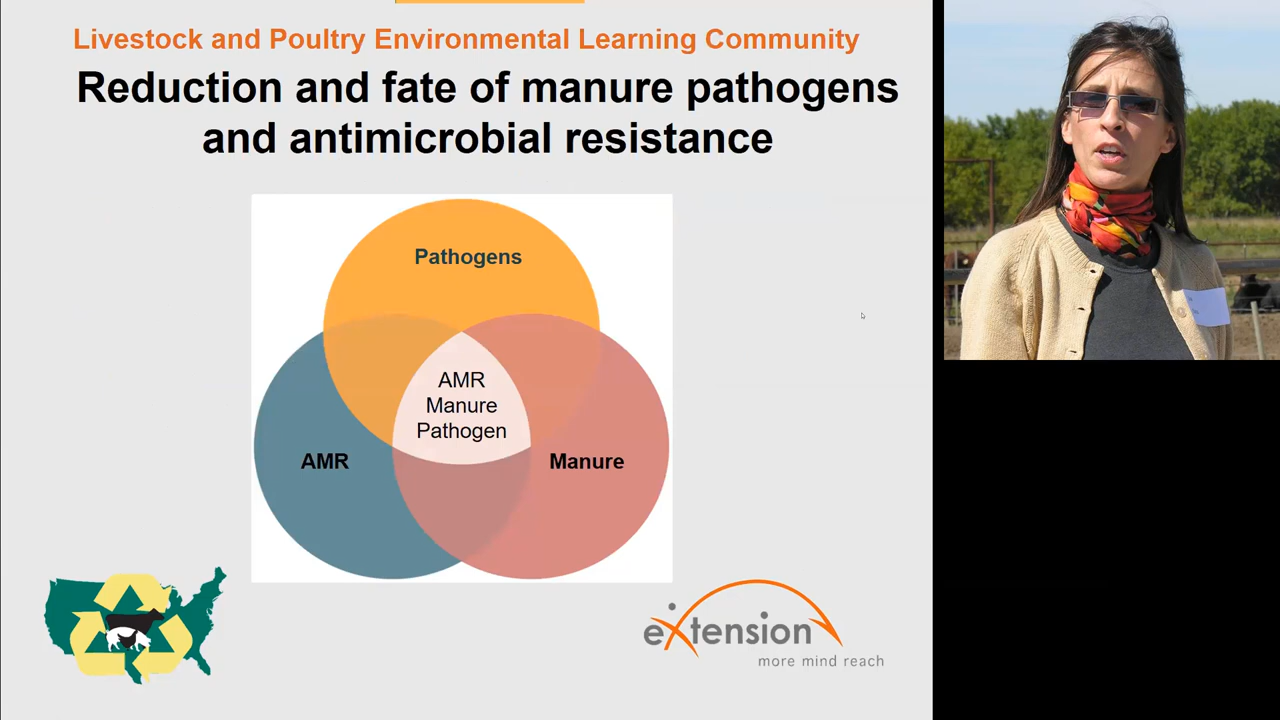 Livestock and Poultry Environmental Learning Community
Reduction and fate of manure pathogens
and antimicrobial resistance
Pathogens
AMR
Manure
Pathogen
AMR
Manure
eXtension
more mind reach